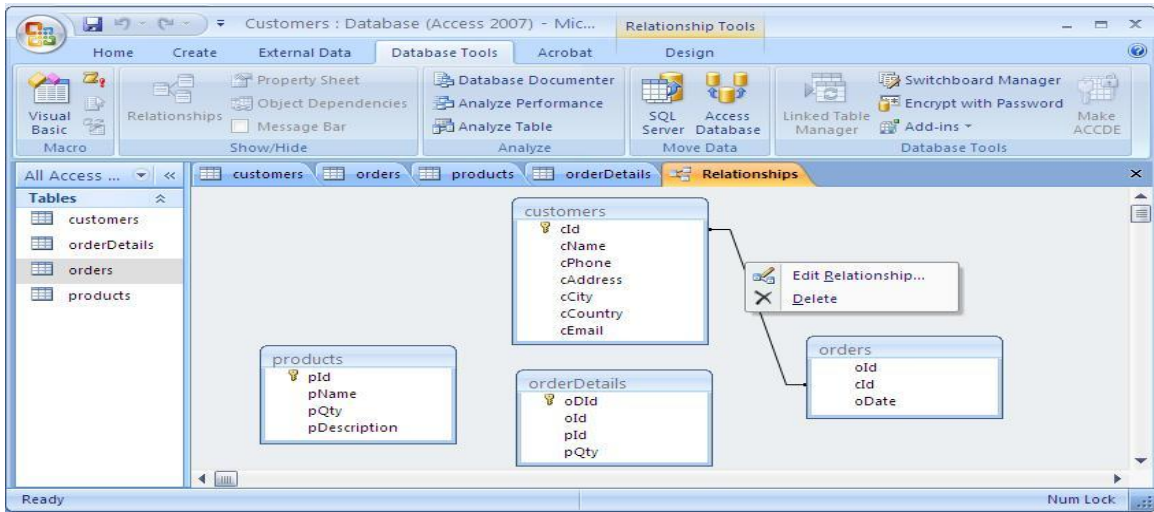 Customers : Database (Access 2007) - Mic... Relationship Tools
Home Create External Data Database Tools Acrobat Design
Visual Basic
Macro
Relationships
Property Sheet
Object Dependencies
Message Bar
Show/Hide
Database Documenter
Analyze Performance
Analyze Table
Analyze
SQL Server
Access Database
Move Data
Linked Table Manager
Switchboard Manager
Encrypt with Password
Add-ins
Make ACCDE
Database Tools
All Access ... «
customers orders products orderDetails Relationships
Tables
customers
orderDetails
orders
products
customers
cId
cName
cPhone
cAddress
cCity
cCountry
cEmail
Edit Relationship...
Delete
products
pId
pName
pQty
pDescription
orderDetails
oDId
oId
pId
pQty
orders
oId
cId
oDate
Ready Num Lock